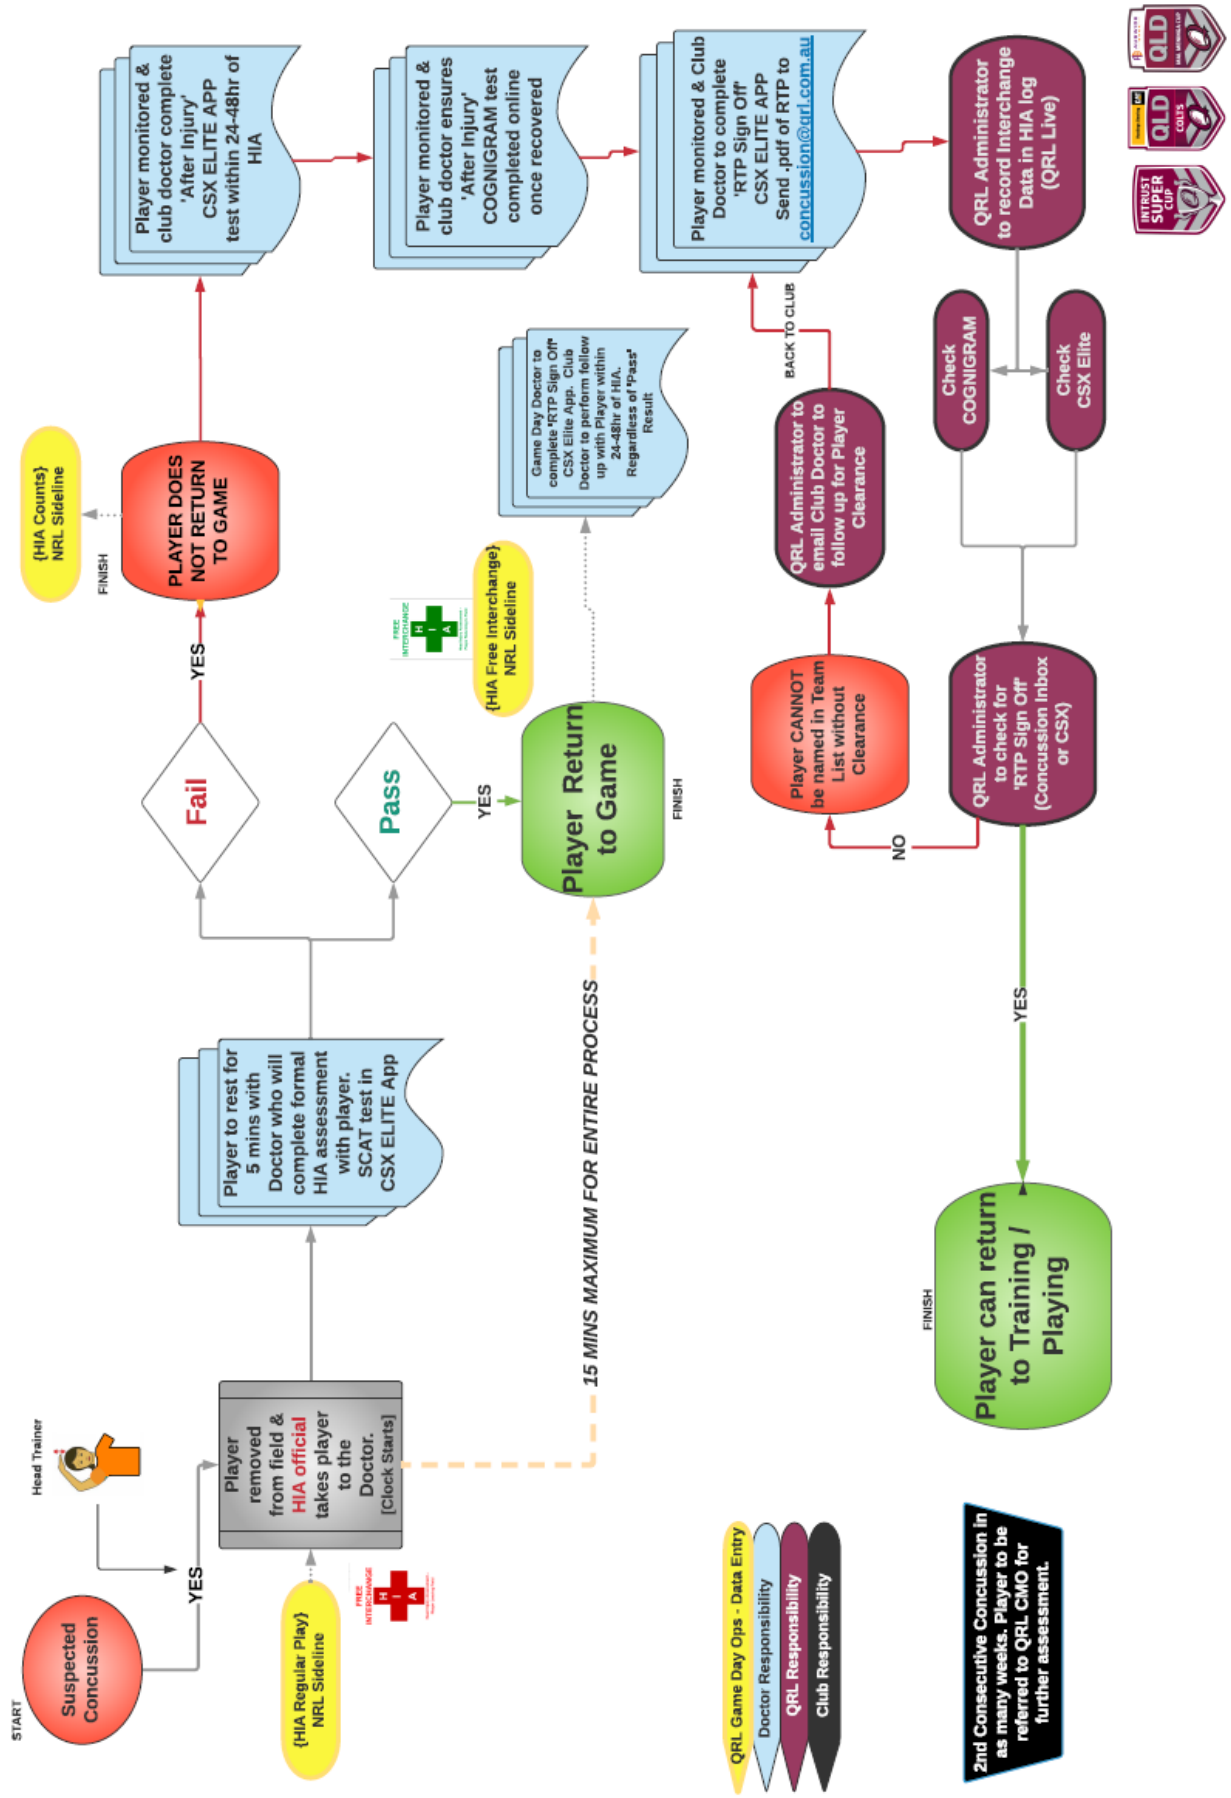 START
Suspected
Concussion
Head Trainer
YES
{HIA Regular Play}
NRL Sideline
FREE
INTERCHANGE
H
I
A
Player
removed
from field &
HIA official
takes player
to the
Doctor.
[Clock Starts]
Player to rest for
5 mins with
Doctor who will
complete formal
HIA assessment
with player.
SCAT test in
CSX ELITE App
Fail
YES
PLAYER DOES
NOT RETURN
TO GAME
FINISH
{HIA Counts}
NRL Sideline
Pass
YES
Player Return
to Game
FINISH
15 MINS MAXIMUM FOR ENTIRE PROCESS
FREE
INTERCHANGE
H
I
A
{HIA Free Interchange}
NRL Sideline
Game Day Doctor to
complete 'RTP Sign Off'
CSX Elite App. Club
Doctor to perform follow
up with Player within
24-48hr of HIA.
Regardless of 'Pass'
Result
Player monitored &
club doctor complete
'After Injury'
CSX ELITE APP
test within 24-48hr of
HIA
Player monitored &
club doctor ensures
'After Injury'
COGNIGRAM test
completed online
once recovered
Player monitored & Club
Doctor to complete
'RTP Sign Off'
CSX ELITE APP
Send .pdf of RTP to
concussion@qrl.com.au
QRL Administrator
to record Interchange
Data in HIA log
(QRL Live)
Check
COGNIGRAM
Check
CSX Elite
QRL Administrator
to check for
'RTP Sign Off'
(Concussion Inbox
or CSX)
NO
Player CANNOT
be named in Team
List without
Clearance
QRL Administrator to
email Club Doctor to
follow up for Player
Clearance
BACK TO CLUB
YES
FINISH
Player can return
to Training /
Playing
QRL Game Day Ops - Data Entry
Doctor Responsibility
QRL Responsibility
Club Responsibility
2nd Consecutive Concussion in
as many weeks. Player to be
referred to QRL CMO for
further assessment.
INTRUST
SUPER
CUP
QLD
COLTS
QLD